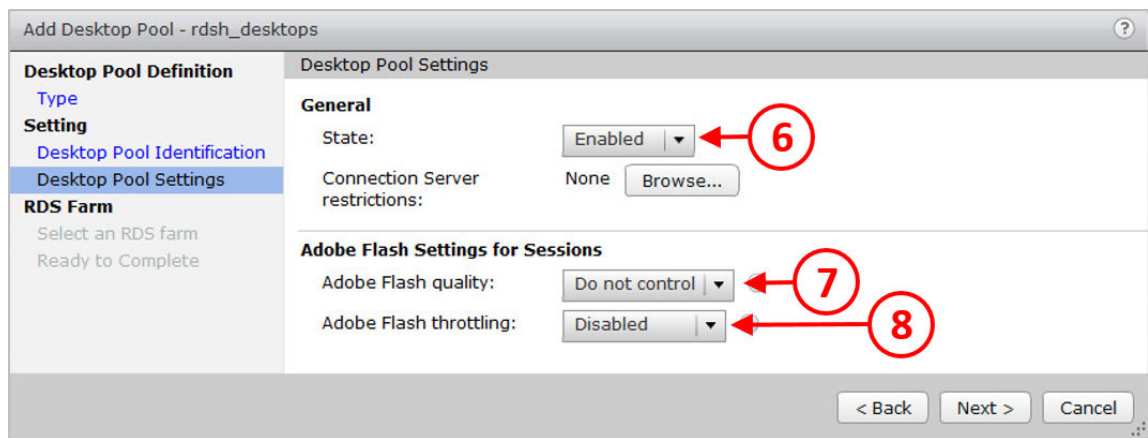 Add Desktop Pool - rdsh_desktops ?
Desktop Pool Definition
Type
Setting
Desktop Pool Identification
Desktop Pool Settings
RDS Farm
Select an RDS farm
Ready to Complete
Desktop Pool Settings
General
State: Enabled 6
Connection Server None Browse...
restrictions:
Adobe Flash Settings for Sessions
Adobe Flash quality: Do not control 7
Adobe Flash throttling: Disabled 8
< Back Next > Cancel